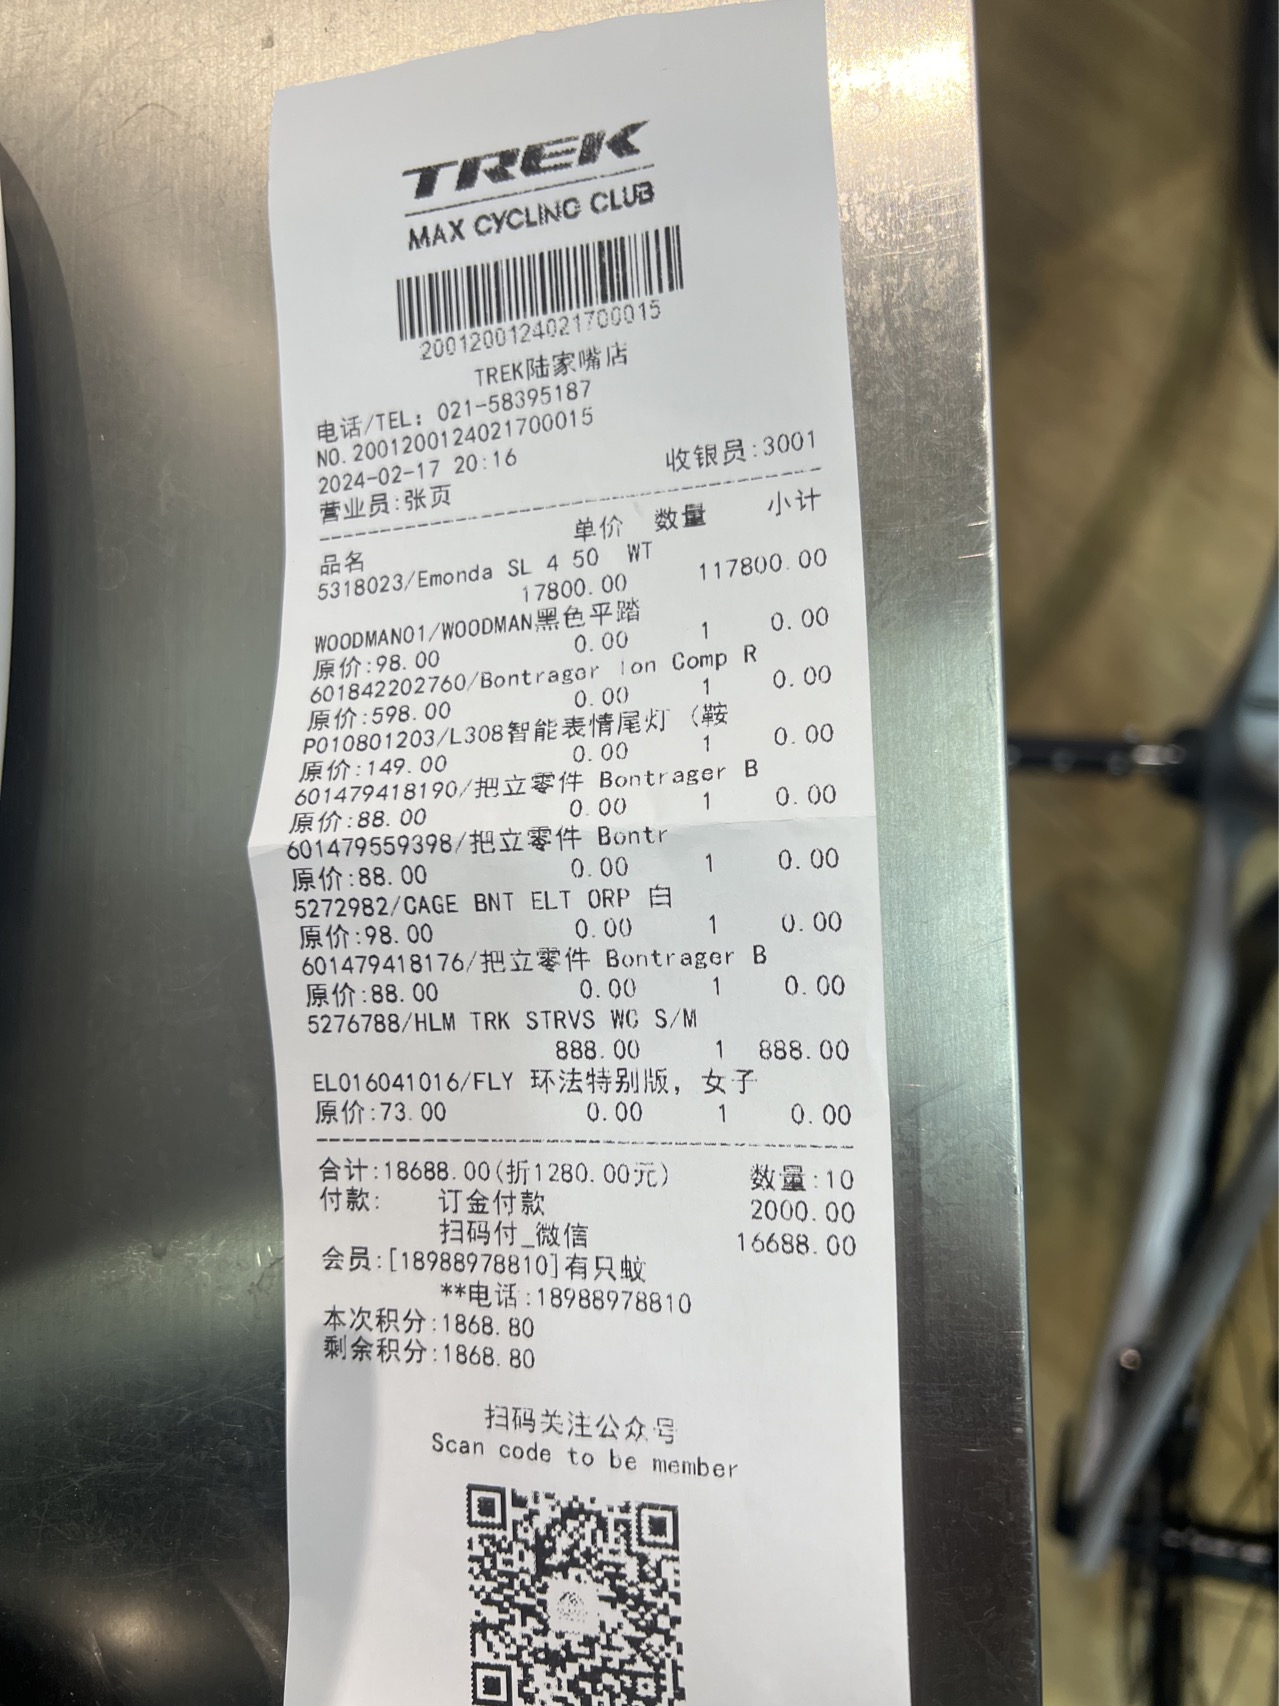 TREK
MAX CYCLING CLUB
2001200124021700015
TREK陆家嘴店
电话/TEL: 021-58395187
NO.2001200124021700015
2024-02-17 20:16 收银员:3001
营业员:张页
品名 单价 数量 小计
5318023/Emonda SL 4 50 WT
17800.00 117800.00
WOODMAN01/WOODMAN黑色平踏
原价:98.00 0.00 1 0.00
601842202760/Bontrager Ion Comp R
原价:598.00 0.00 1 0.00
P010801203/L308智能表情尾灯（鞍
原价:149.00 0.00 1 0.00
601479418190/把立零件 Bontrager B
原价:88.00 0.00 1 0.00
601479559398/把立零件 Bontr
原价:88.00 0.00 1 0.00
5272982/CAGE BNT ELT ORP 白
原价:98.00 0.00 1 0.00
601479418176/把立零件 Bontrager B
原价:88.00 0.00 1 0.00
5276788/HLM TRK STRVS WC S/M
888.00 1 888.00
EL016041016/FLY 环法特别版，女子
原价:73.00 0.00 1 0.00
合计:18688.00(折1280.00元) 数量:10
付款: 订金付款 2000.00
扫码付_微信 16688.00
会员:[18988978810]有只蚊
**电话:18988978810
本次积分:1868.80
剩余积分:1868.80
扫码关注公众号
Scan code to be member